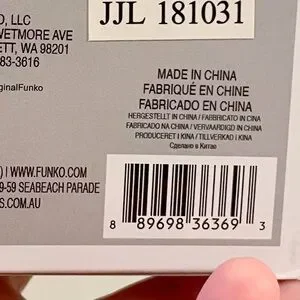 JJL 181031
O, LLC
WETMORE AVE
ETT, WA 98201
83-3616
iginalFunko
MADE IN CHINA
FABRIQUÉ EN CHINE
FABRICADO EN CHINA
HERGESTELLT IN CHINA / FABBRICATO IN CINA
FABRICADO NA CHINA / VERVAARDIGD IN CHINA
PRODUCERET I KINA / TILLVERKAD I KINA
Сделано в Китае
) | WWW.FUNKO.COM
9-59 SEABEACH PARADE
S.COM.AU
8 89698 36369 3